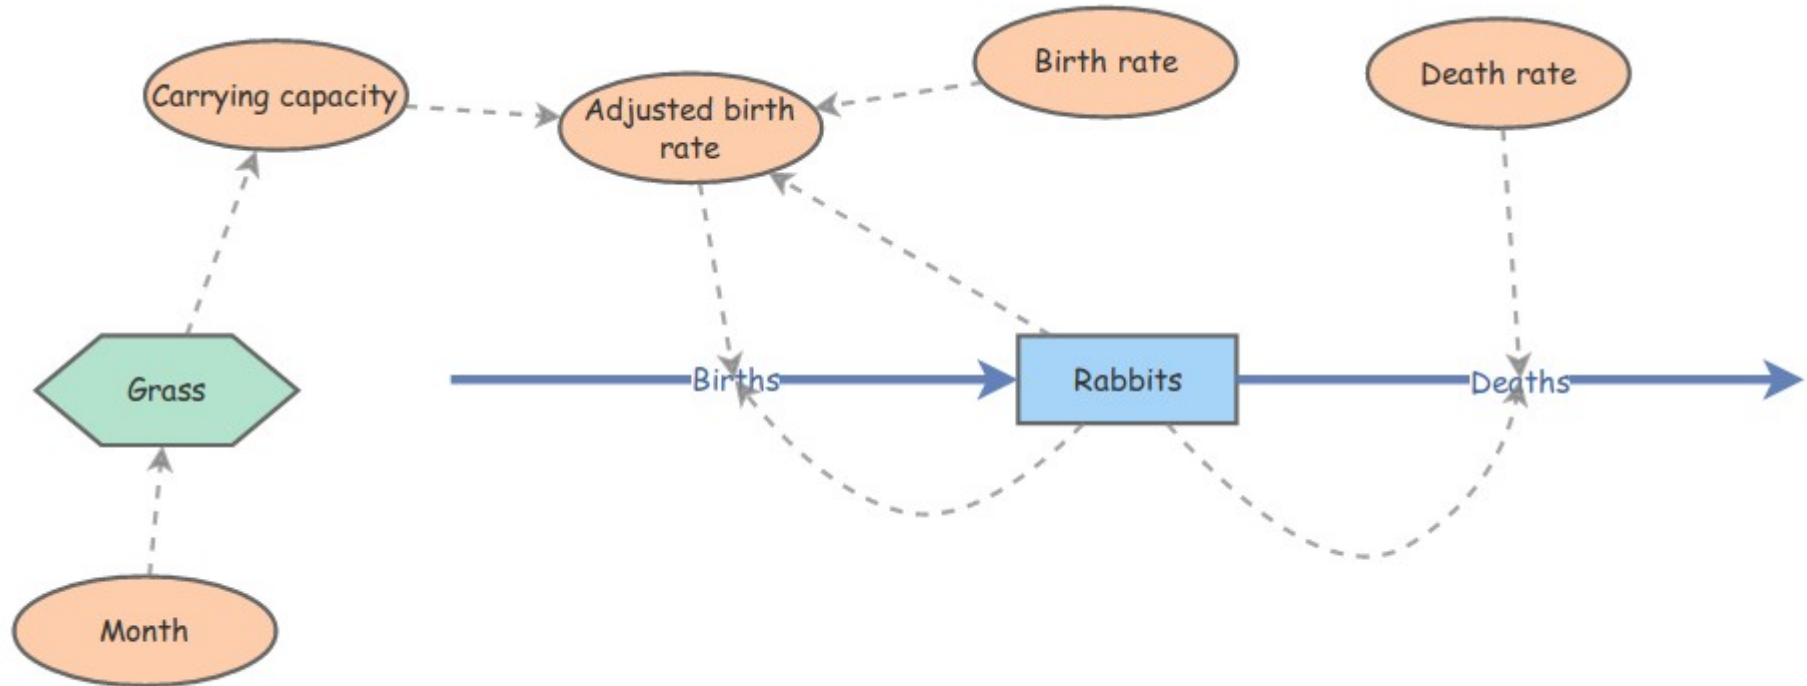 Carrying capacity
Adjusted birth
rate
Birth rate
Death rate
Grass
Births
Rabbits
Deaths
Month